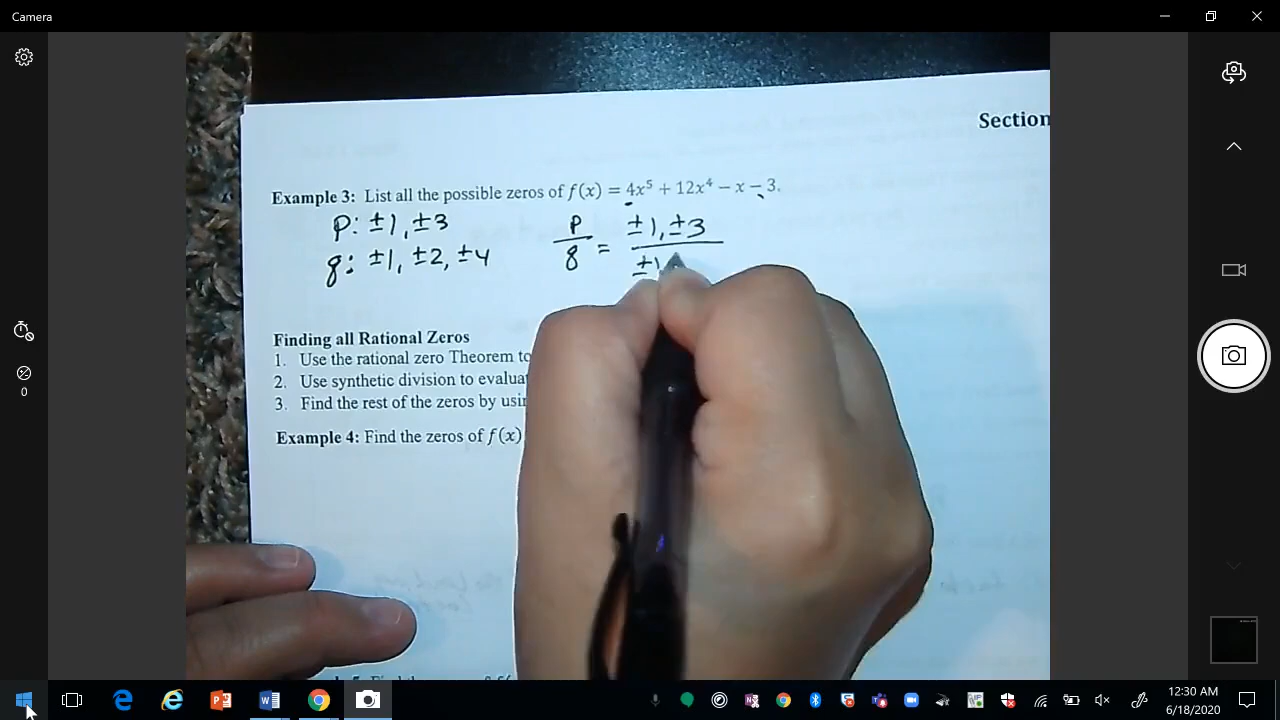 Camera
Section
Example 3: List all the possible zeros of f(x) = 4x⁵ + 12x⁴ − x − 3.
p: ±1, ±3
q: ±1, ±2, ±4
p/q = ±1, ±3 / ±1
Finding all Rational Zeros
1. Use the rational zero Theorem to
2. Use synthetic division to
3. Find the rest of the zeros by
Example 4: Find the zeros of f(x)
0
12:30 AM
6/18/2020